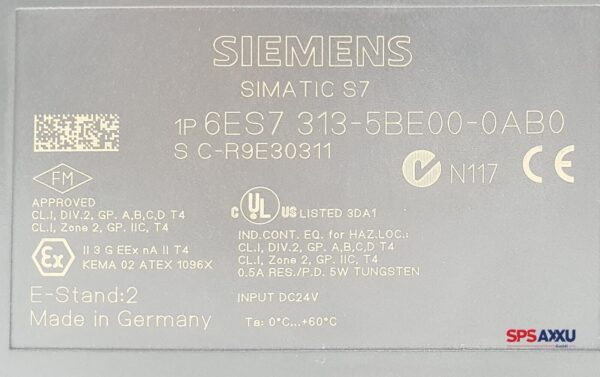 SIEMENS
SIMATIC S7
1P 6ES7 313-5BE00-0AB0
S C-R9E30311
N117 CE
FM
APPROVED
CL.I, DIV.2, GP. A,B,C,D T4
CL.I, Zone 2, GP. IIC, T4
Ex II 3 G EEx nA II T4
KEMA 02 ATEX 1096X
E-Stand:2
Made in Germany
C UL US LISTED 3DA1
IND.CONT. EQ. for HAZ.LOC.:
CL.I, DIV.2, GP. A,B,C,D T4
CL.I, Zone 2, GP. IIC, T4
0.5A RES./P.D. 5W TUNGSTEN
INPUT DC24V
Ta: 0°C...+60°C
SPS AXXU
GmbH